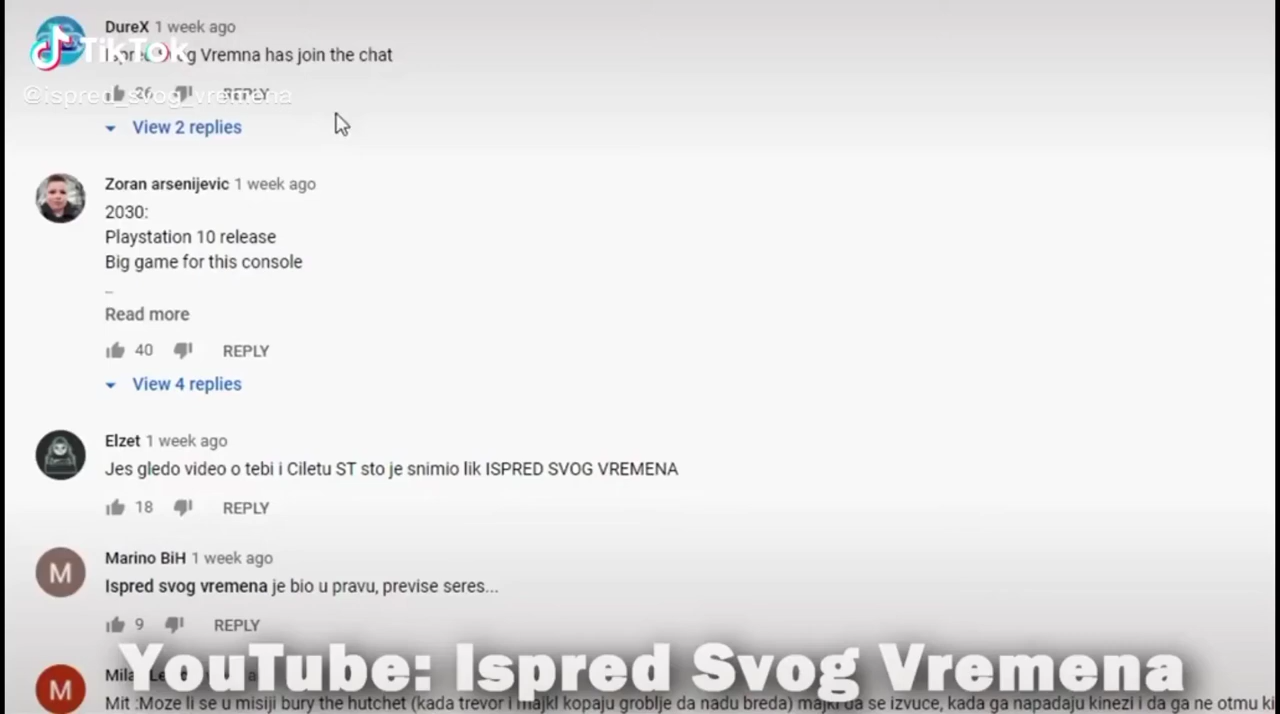 DureX 1 week ago
TikTok
Ispred Svog Vremna has join the chat
@ispred_svog_vremena
26 REPLY
View 2 replies
Zoran arsenijevic 1 week ago
2030:
Playstation 10 release
Big game for this console
..
Read more
40 REPLY
View 4 replies
Elzet 1 week ago
Jes gledo video o tebi i Ciletu ST sto je snimio lik ISPRED SVOG VREMENA
18 REPLY
M
Marino BiH 1 week ago
Ispred svog vremena je bio u pravu, previse seres...
9 REPLY
YouTube: Ispred Svog Vremena
M
Mit :Moze li se u misiji bury the hutchet (kada trevor i majkl kopaju groblje da nadu breda) majkl da se izvuce, kada ga napadaju kinezi i da ga ne otmu